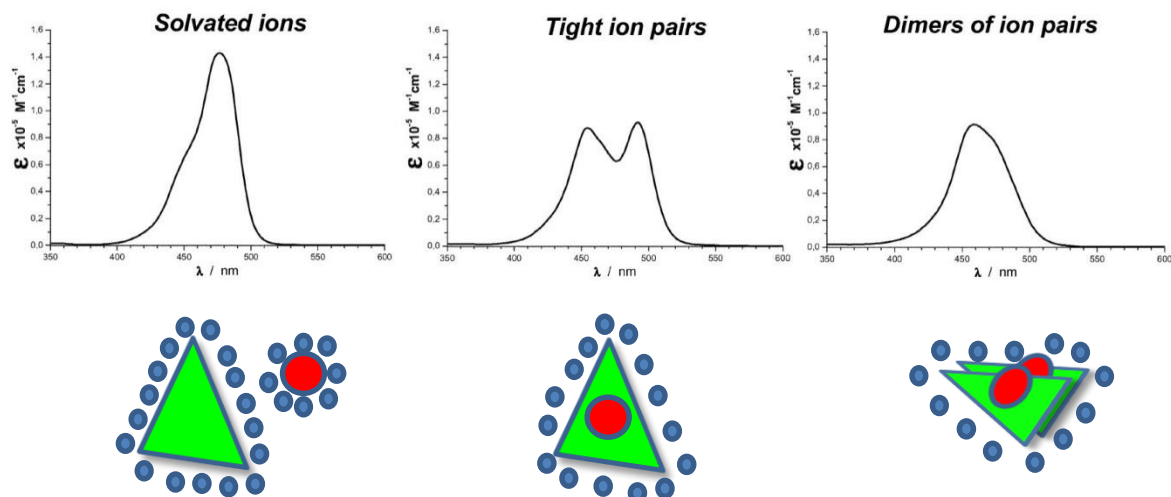 Solvated ions
Tight ion pairs
Dimers of ion pairs
ε x10⁻⁵ M⁻¹cm⁻¹
1,6
1,4
1,2
1,0
0,8
0,6
0,4
0,2
0,0
350 400 450 500 550 600
λ / nm
ε x10⁻⁵ M⁻¹cm⁻¹
1,6
1,4
1,2
1,0
0,8
0,6
0,4
0,2
0,0
350 400 450 500 550 600
λ / nm
ε x10⁻⁵ M⁻¹cm⁻¹
1,6
1,4
1,2
1,0
0,8
0,6
0,4
0,2
0,0
350 400 450 500 550 600
λ / nm